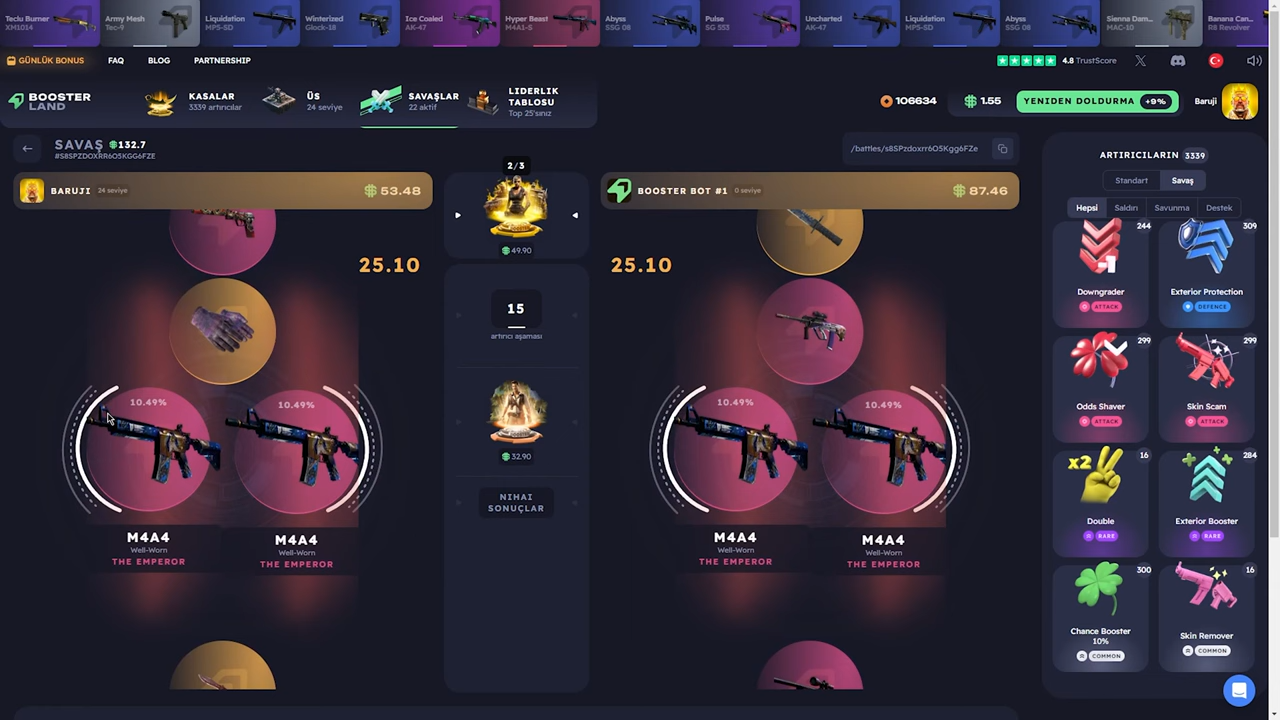 Teclu Burner
XM1014
Army Mesh
Tec-9
Liquidation
MP5-SD
Winterized
Glock-18
Ice Coaled
AK-47
Hyper Beast
M4A1-S
Abyss
SSG 08
Pulse
SG 553
Uncharted
AK-47
Liquidation
MP5-SD
Abyss
SSG 08
Sienna Dam...
MAC-10
Banana Can...
R8 Revolver
GÜNLÜK BONUS
FAQ
BLOG
PARTNERSHIP
4.8 TrustScore
BOOSTER
LAND
KASALAR
3339 artırıcılar
ÜS
24 seviye
SAVAŞLAR
22 aktif
LIDERLIK
TABLOSU
Top 25'sınız
106634
1.55
YENIDEN DOLDURMA +9%
Baruji
SAVAŞ 132.7
#S8SPZDOXRR6O5KGG6FZE
/battles/s8SPzdoxrr6O5Kgg6FZe
BARUJI 24 seviye
53.48
2/3
49.90
BOOSTER BOT #1 0 seviye
87.46
25.10
25.10
15
artırıcı aşaması
32.90
NIHAI
SONUÇLAR
10.49%
10.49%
M4A4
Well-Worn
THE EMPEROR
M4A4
Well-Worn
THE EMPEROR
10.49%
10.49%
M4A4
Well-Worn
THE EMPEROR
M4A4
Well-Worn
THE EMPEROR
ARTIRICILARIN 3339
Standart
Savaş
Hepsi
Saldırı
Savunma
Destek
244
Downgrader
ATTACK
309
Exterior Protection
DEFENCE
299
Odds Shaver
ATTACK
299
Skin Scam
ATTACK
x2
16
Double
RARE
284
Exterior Booster
RARE
300
Chance Booster
10%
COMMON
16
Skin Remover
COMMON